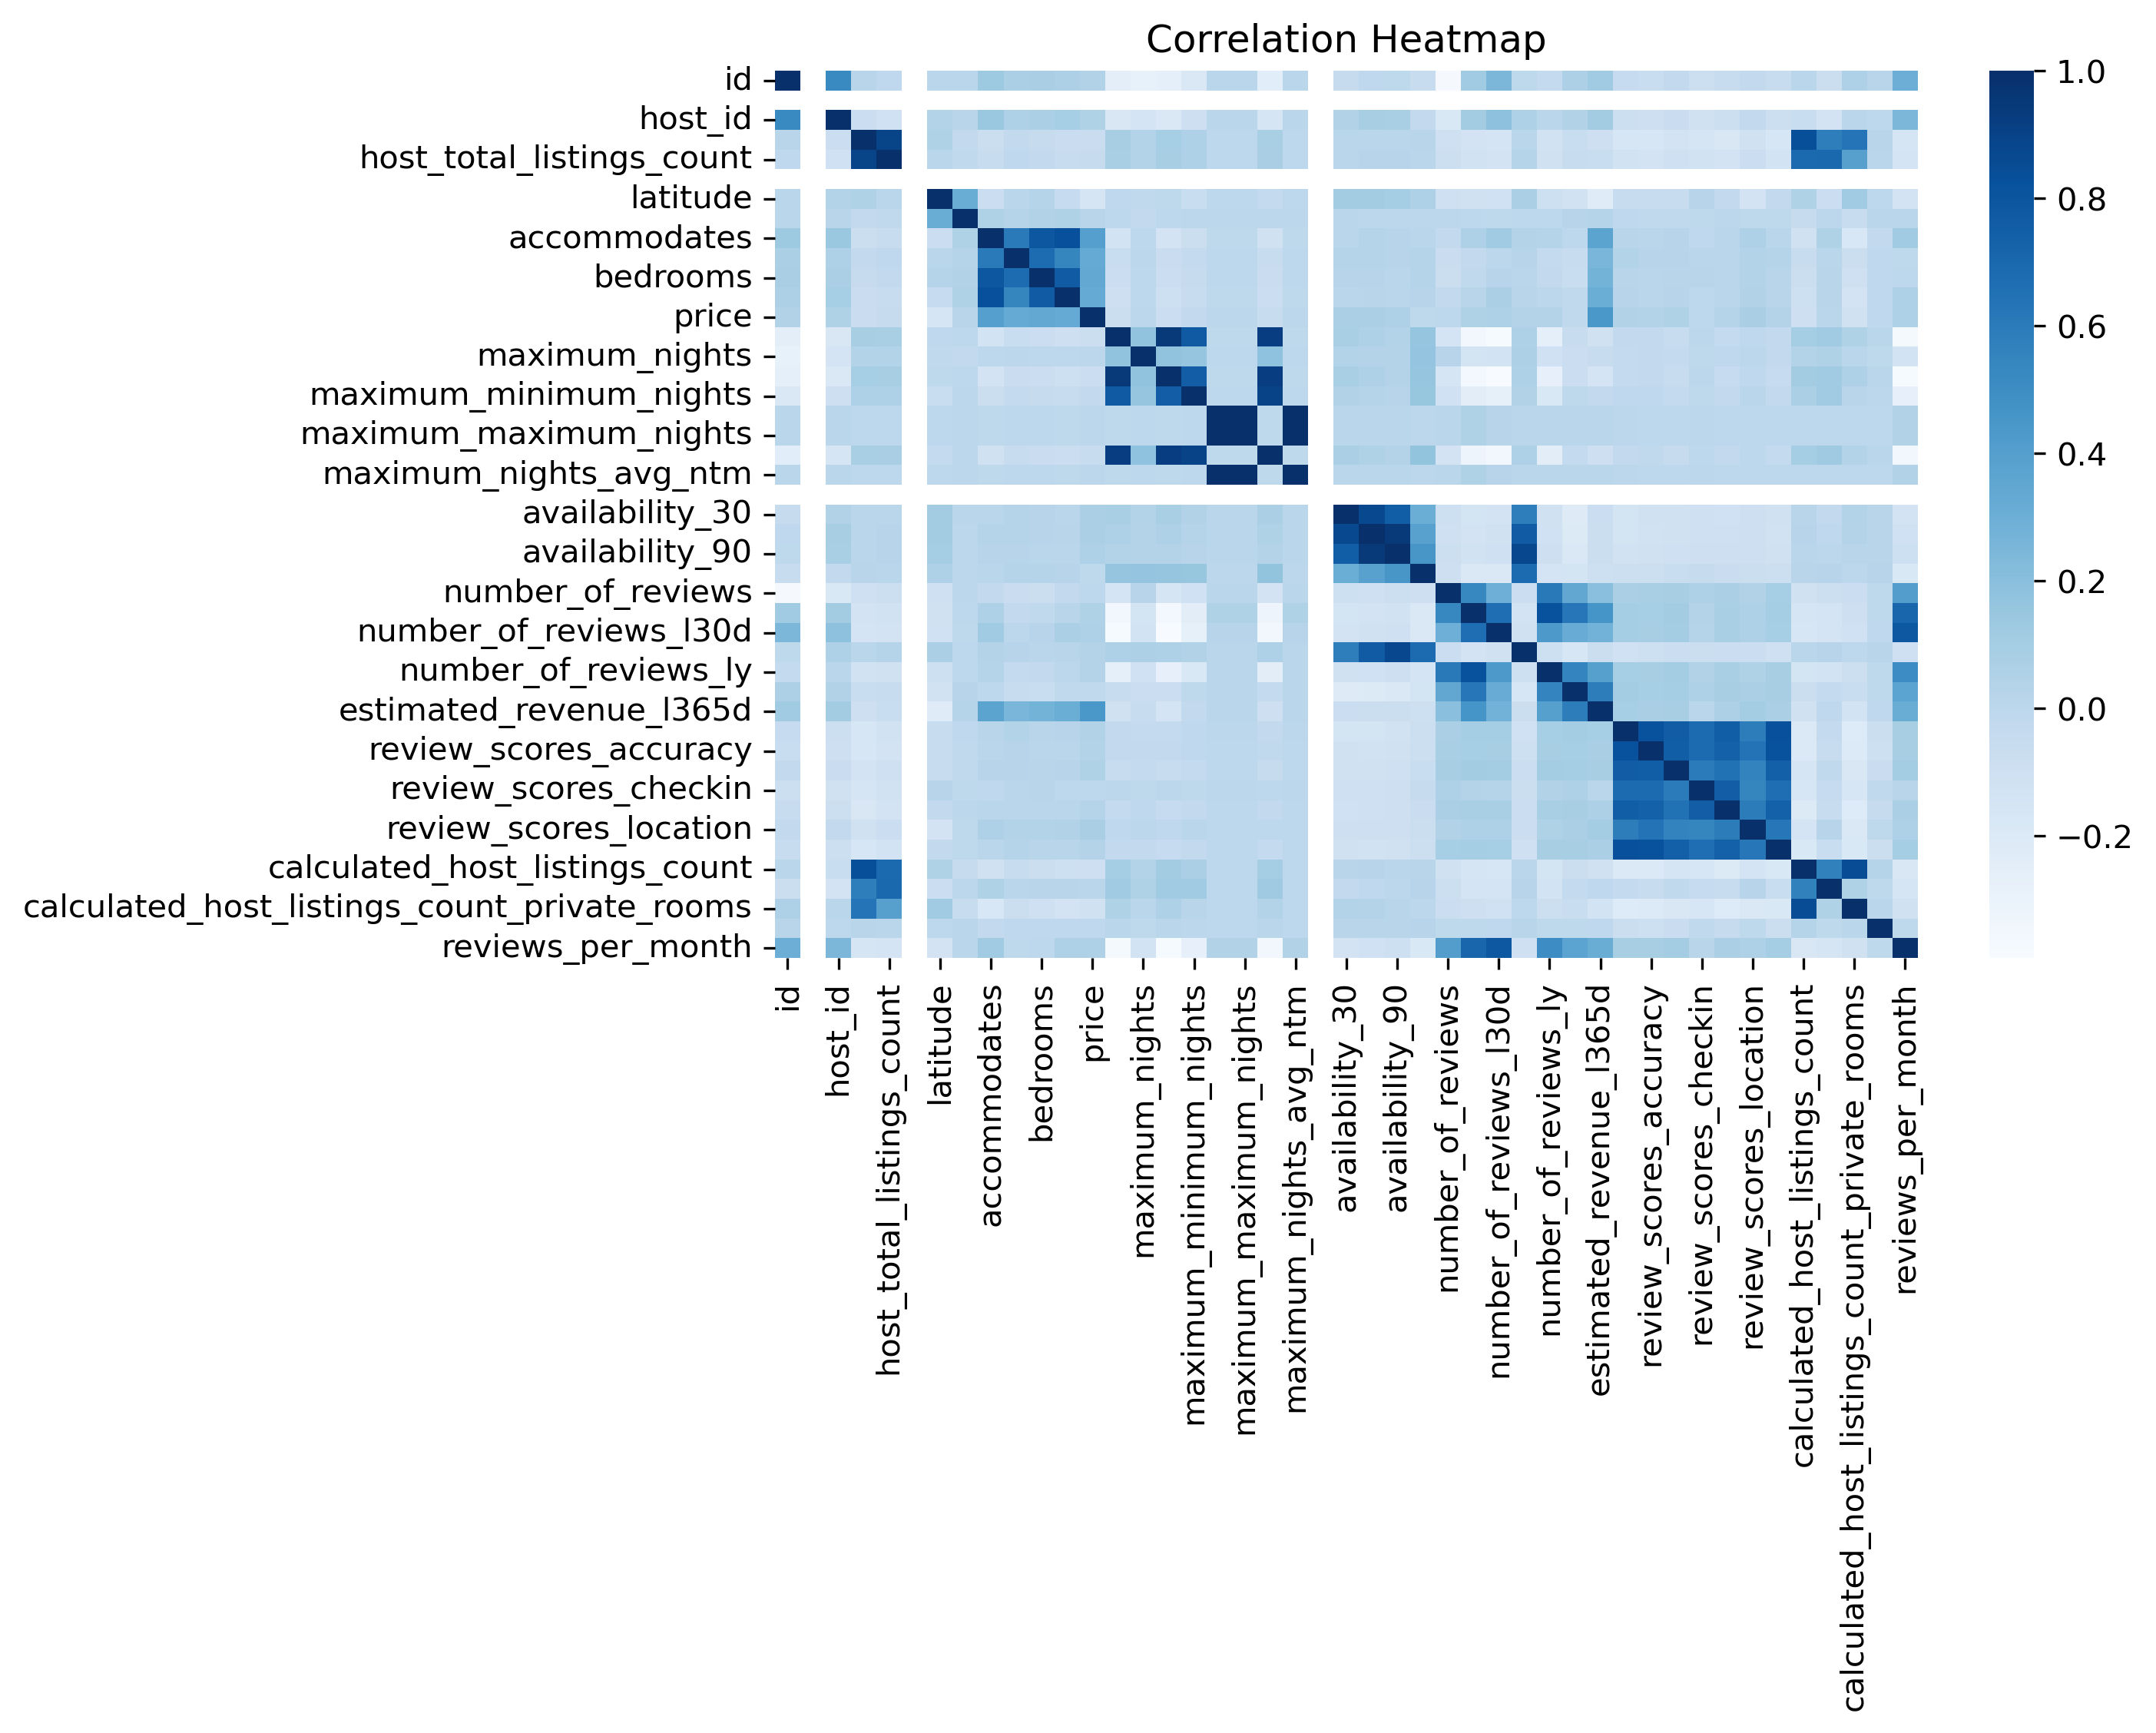 Correlation Heatmap
id
host_id
host_total_listings_count
latitude
accommodates
bedrooms
price
maximum_nights
maximum_minimum_nights
maximum_maximum_nights
maximum_nights_avg_ntm
availability_30
availability_90
number_of_reviews
number_of_reviews_l30d
number_of_reviews_ly
estimated_revenue_l365d
review_scores_accuracy
review_scores_checkin
review_scores_location
calculated_host_listings_count
calculated_host_listings_count_private_rooms
reviews_per_month
id
host_id
host_total_listings_count
latitude
accommodates
bedrooms
price
maximum_nights
maximum_minimum_nights
maximum_maximum_nights
maximum_nights_avg_ntm
availability_30
availability_90
number_of_reviews
number_of_reviews_l30d
number_of_reviews_ly
estimated_revenue_l365d
review_scores_accuracy
review_scores_checkin
review_scores_location
calculated_host_listings_count
calculated_host_listings_count_private_rooms
reviews_per_month
1.0
0.8
0.6
0.4
0.2
0.0
−0.2